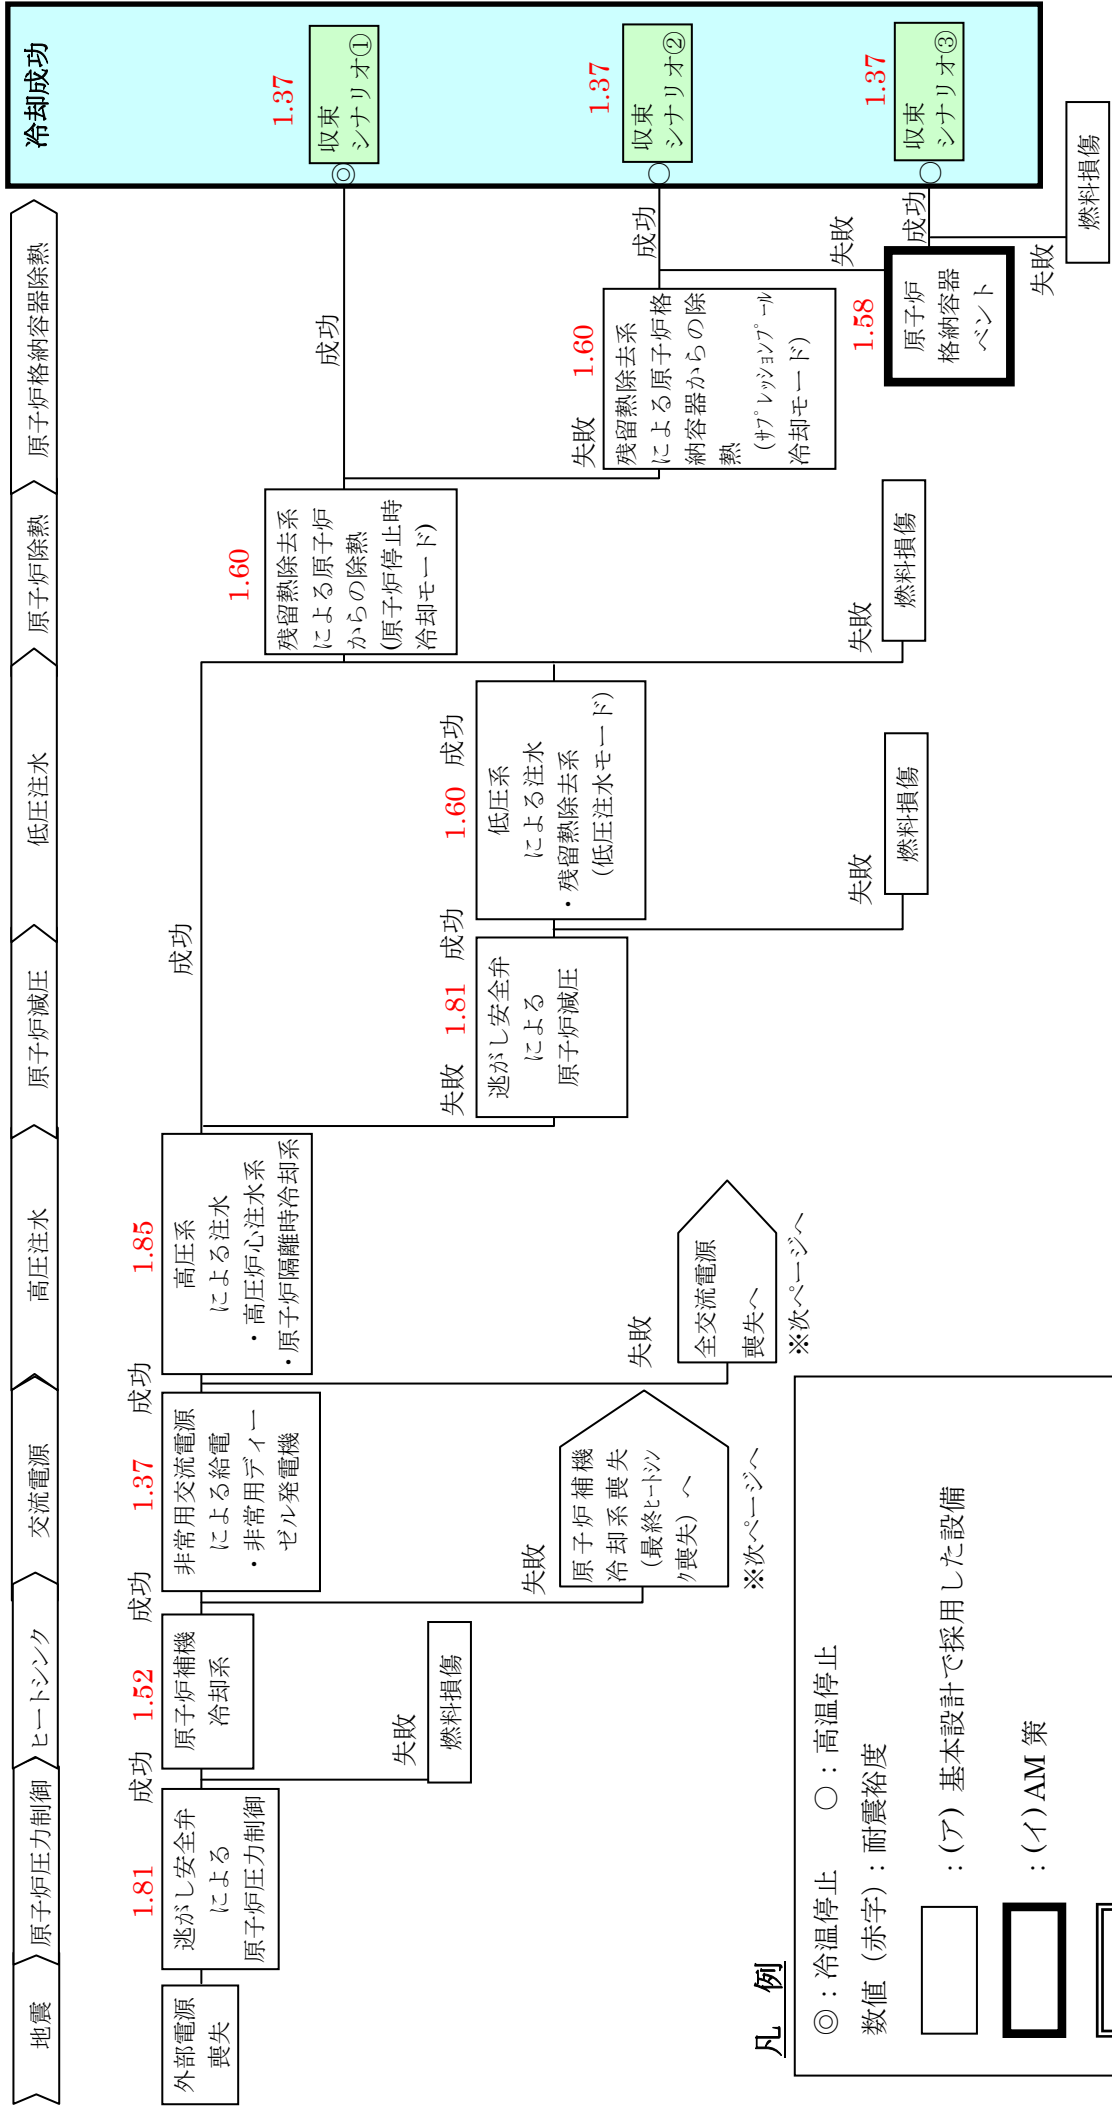 地震
原子炉圧力制御
ヒートシンク
交流電源
高圧注水
原子炉減圧
低圧注水
原子炉除熱
原子炉格納容器除熱
冷却成功
外部電源
喪失
1.81
逃がし安全弁
による
原子炉圧力制御
成功
失敗
燃料損傷
1.52
原子炉補機
冷却系
成功
失敗
原子炉補機
冷却系喪失
(最終ヒートシン
ク喪失) へ
※次ページへ
1.37
非常用交流電源
による給電
・非常用ディー
ゼル発電機
成功
失敗
全交流電源
喪失へ
※次ページへ
1.85
高圧系
による注水
・高圧炉心注水系
・原子炉隔離時冷却系
成功
失敗
1.81
逃がし安全弁
による
原子炉減圧
成功
失敗
燃料損傷
1.60
低圧系
による注水
・残留熱除去系
(低圧注水モード)
成功
失敗
燃料損傷
1.60
残留熱除去系
による原子炉
からの除熱
(原子炉停止時
冷却モード)
成功
失敗
1.60
残留熱除去系
による原子炉格
納容器からの除
熱
(サプレッションプール
冷却モード)
成功
失敗
1.58
原子炉
格納容器
ベント
成功
失敗
燃料損傷
◎
1.37
収束
シナリオ①
○
1.37
収束
シナリオ②
○
1.37
収束
シナリオ③
凡 例
◎：冷温停止 ○：高温停止
数値（赤字）：耐震裕度
：(ア) 基本設計で採用した設備
：(イ) AM 策